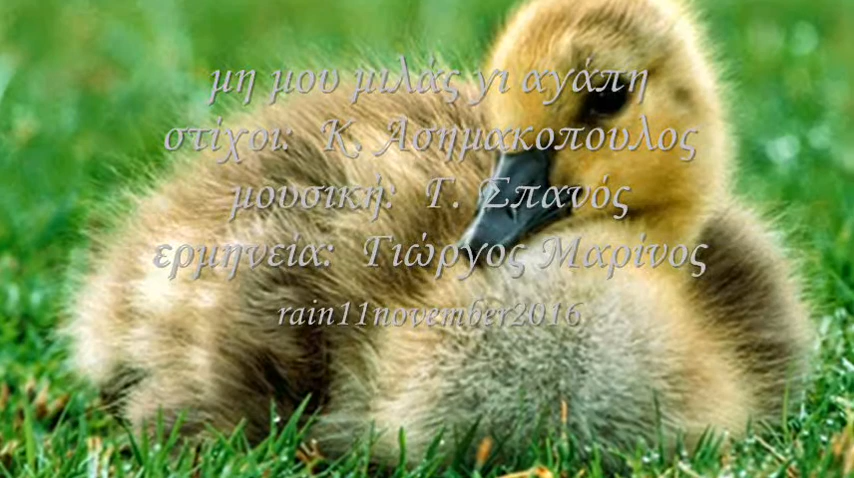 μη μου μιλάς γι αγάπη
στίχοι: Κ. Ασημακοπουλος
μουσική: Γ. Σπανός
ερμηνεία: Γιώργος Μαρίνος
rain11november2016